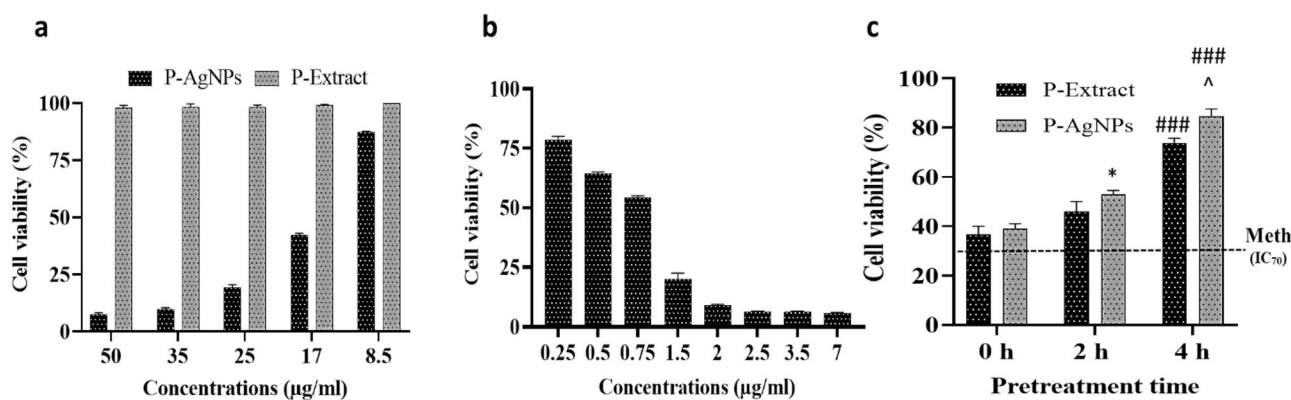 a
P-AgNPs P-Extract
Cell viability (%)
100
75
50
25
0
50 35 25 17 8.5
Concentrations (µg/ml)
b
Cell viability (%)
100
75
50
25
0
0.25 0.5 0.75 1.5 2 2.5 3.5 7
Concentrations (µg/ml)
c
###
^
P-Extract
P-AgNPs
###
*
Cell viability (%)
100
80
60
40
20
0
Meth
(IC₇₀)
0 h 2 h 4 h
Pretreatment time